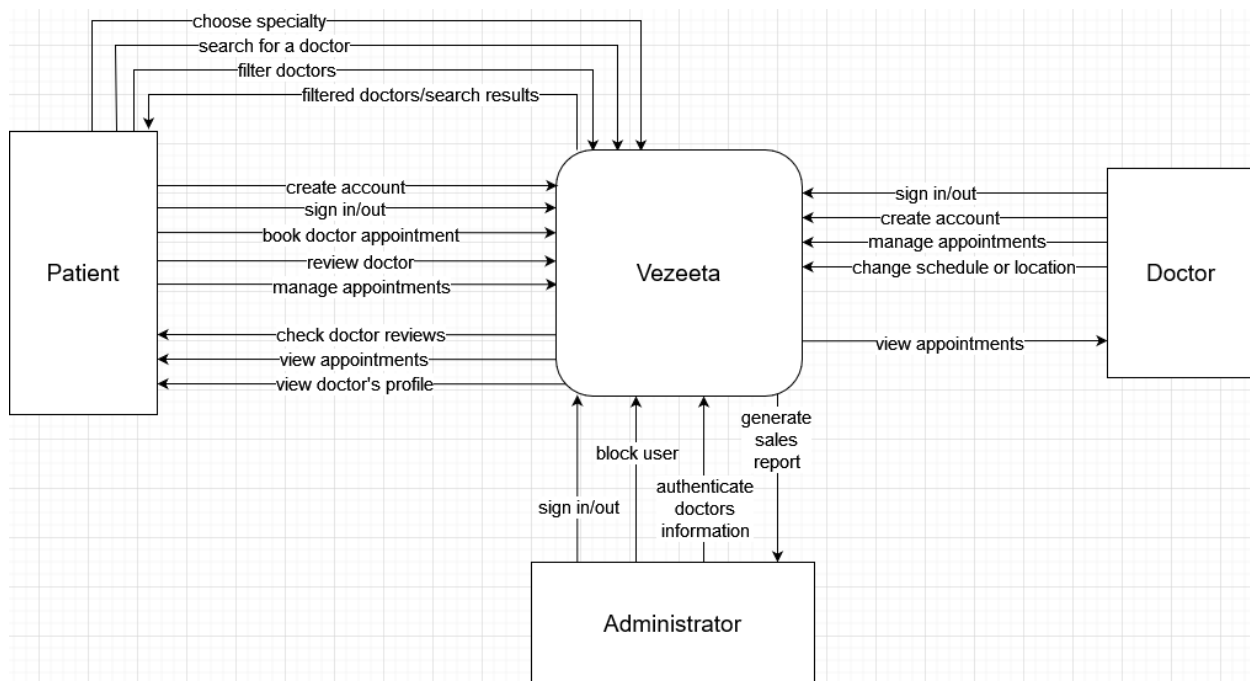 choose specialty
search for a doctor
filter doctors
filtered doctors/search results
Patient
create account
sign in/out
book doctor appointment
review doctor
manage appointments
check doctor reviews
view appointments
view doctor's profile
Vezeeta
sign in/out
create account
manage appointments
change schedule or location
view appointments
Doctor
sign in/out
block user
authenticate
doctors
information
generate
sales
report
Administrator